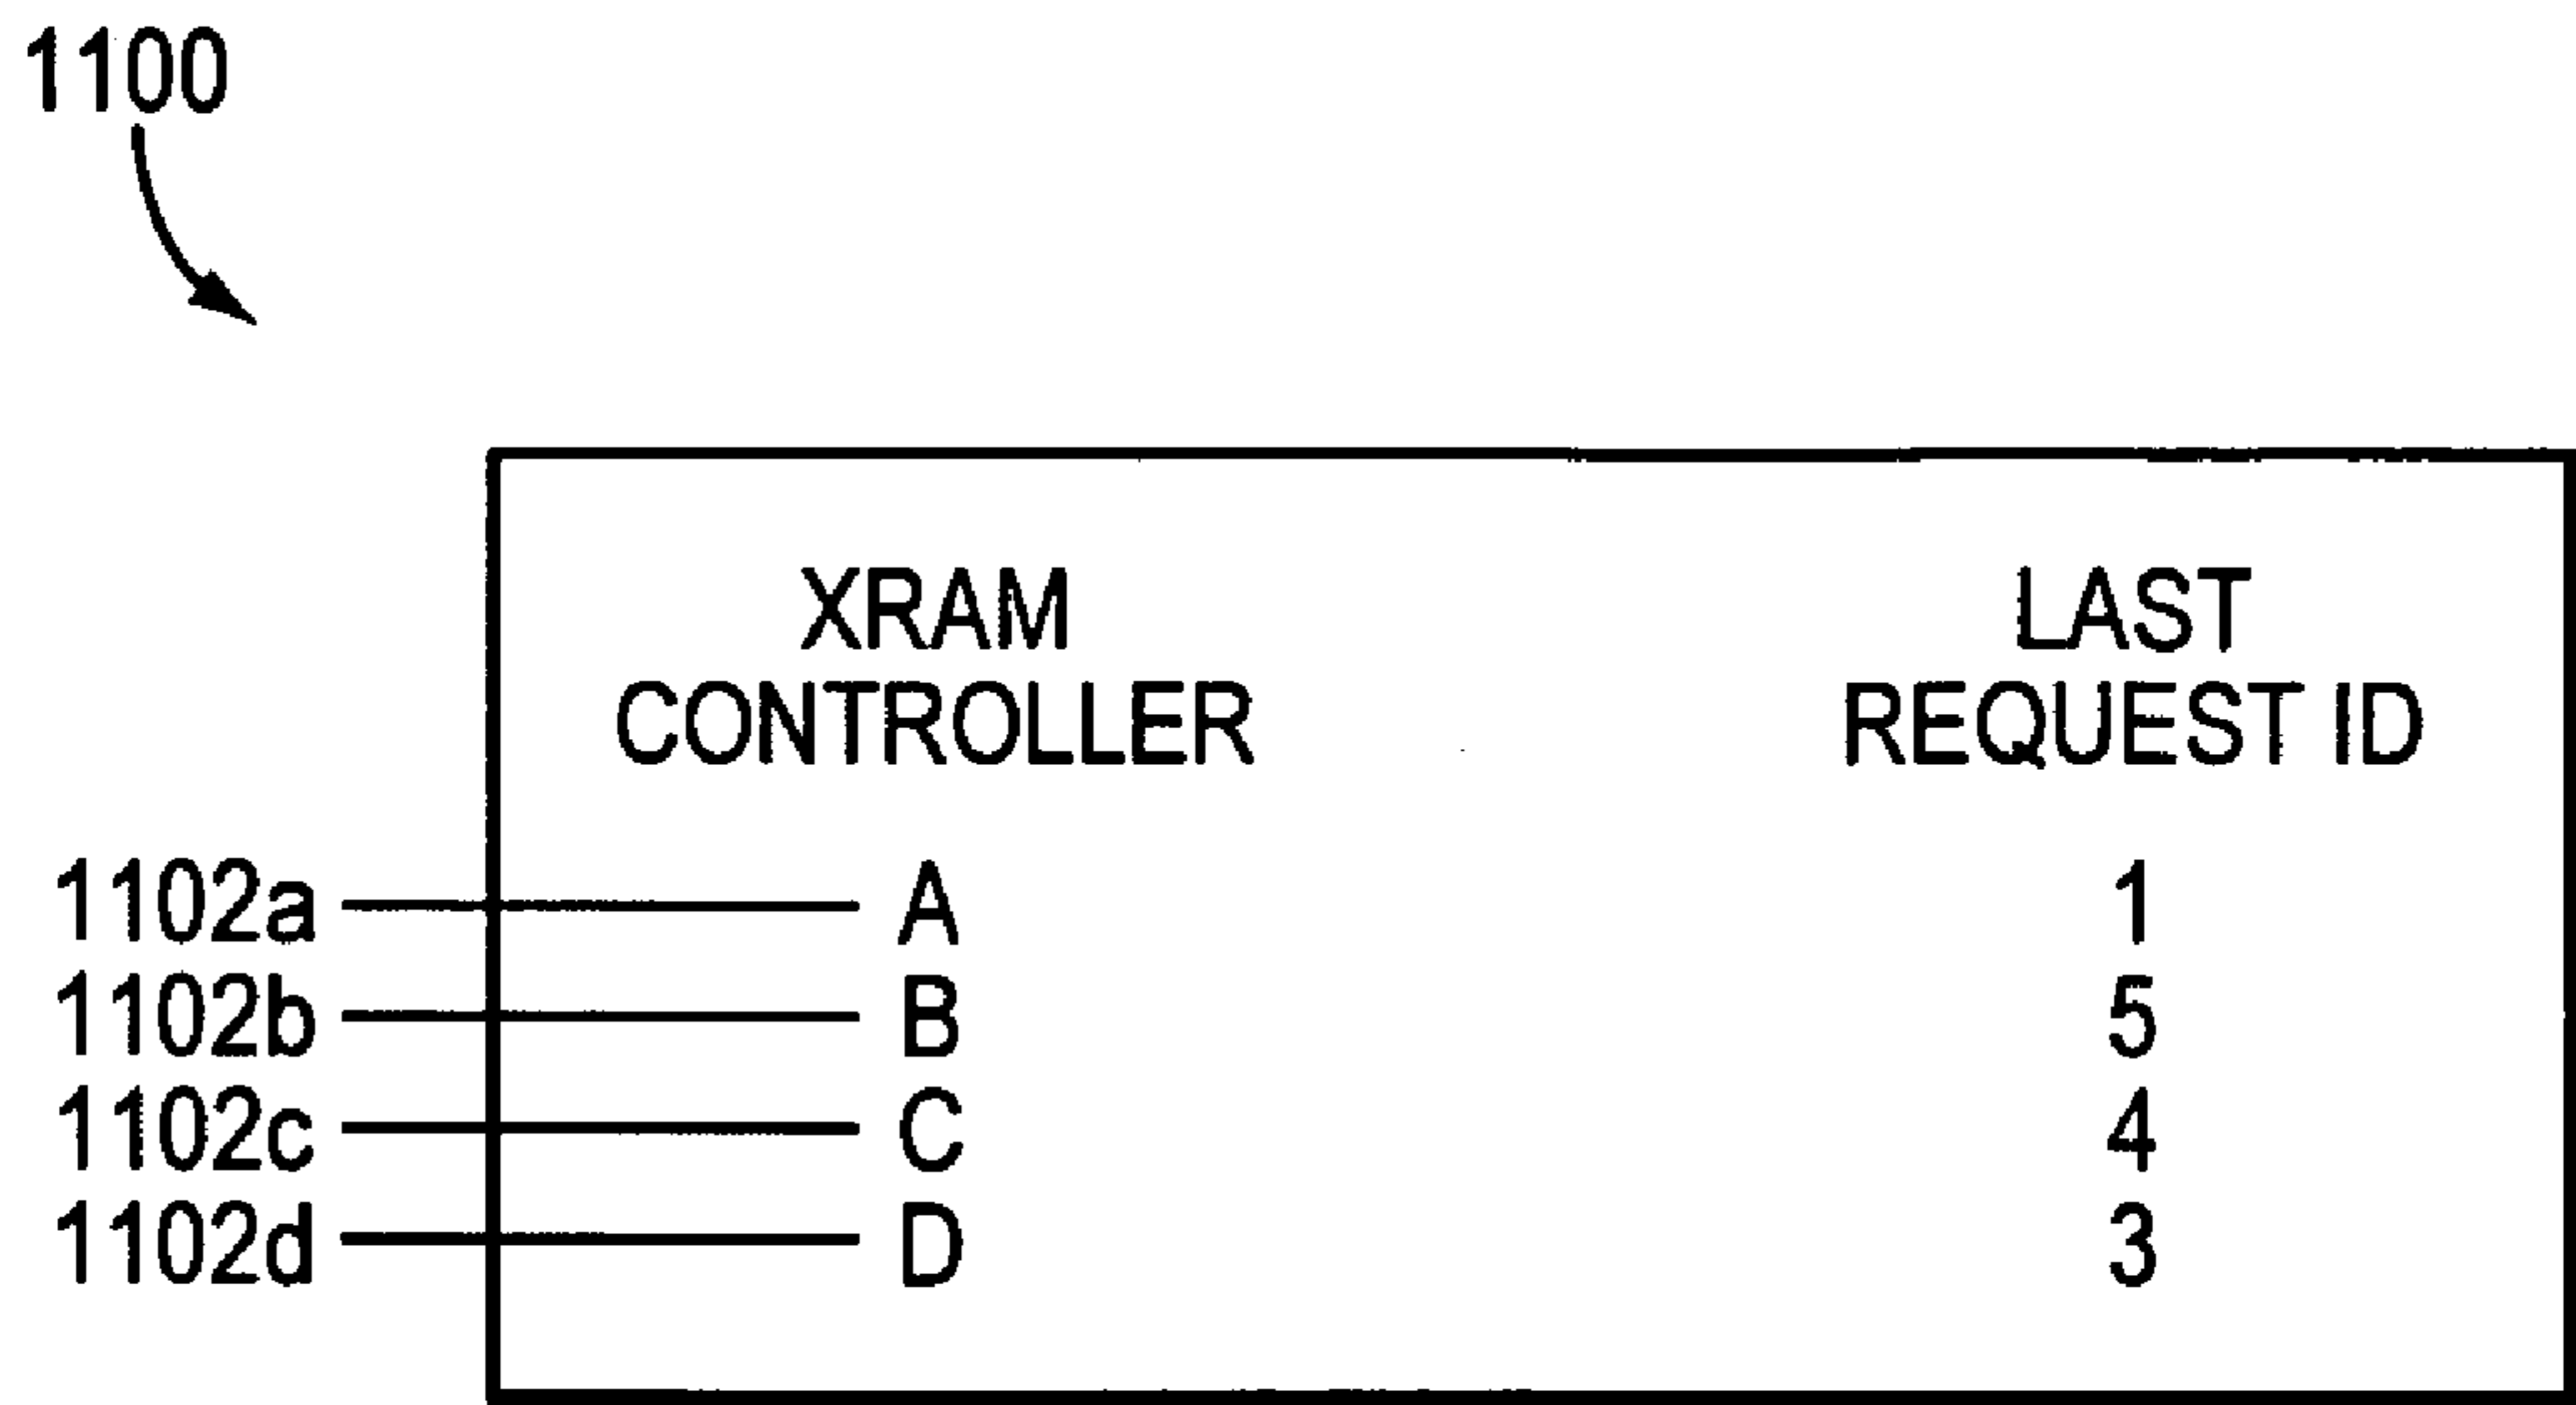 1100
XRAM LAST
CONTROLLER REQUEST ID
1102a A 1
1102b B 5
1102c C 4
1102d D 3